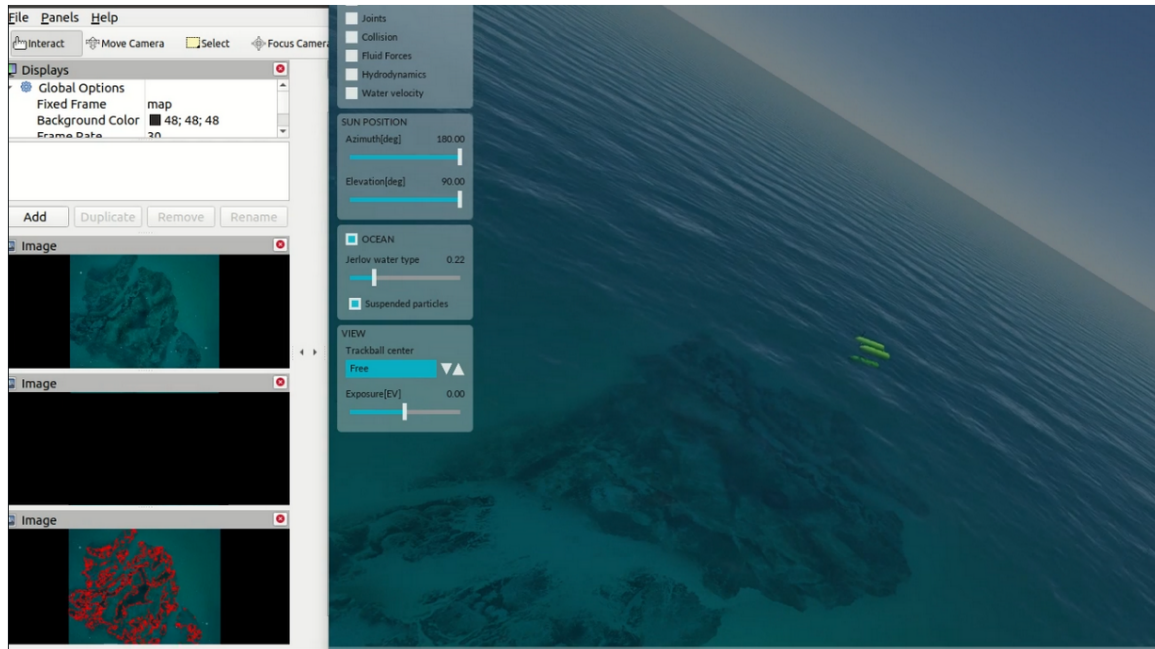 File Panels Help
Interact Move Camera Select Focus Camer
Displays
Global Options
Fixed Frame map
Background Color 48; 48; 48
Frame Rate 30
Add Duplicate Remove Rename
Image
Image
Image
Joints
Collision
Fluid Forces
Hydrodynamics
Water velocity
SUN POSITION
Azimuth[deg] 180.00
Elevation[deg] 90.00
OCEAN
Jerlov water type 0.22
Suspended particles
VIEW
Trackball center
Free
Exposure[EV] 0.00